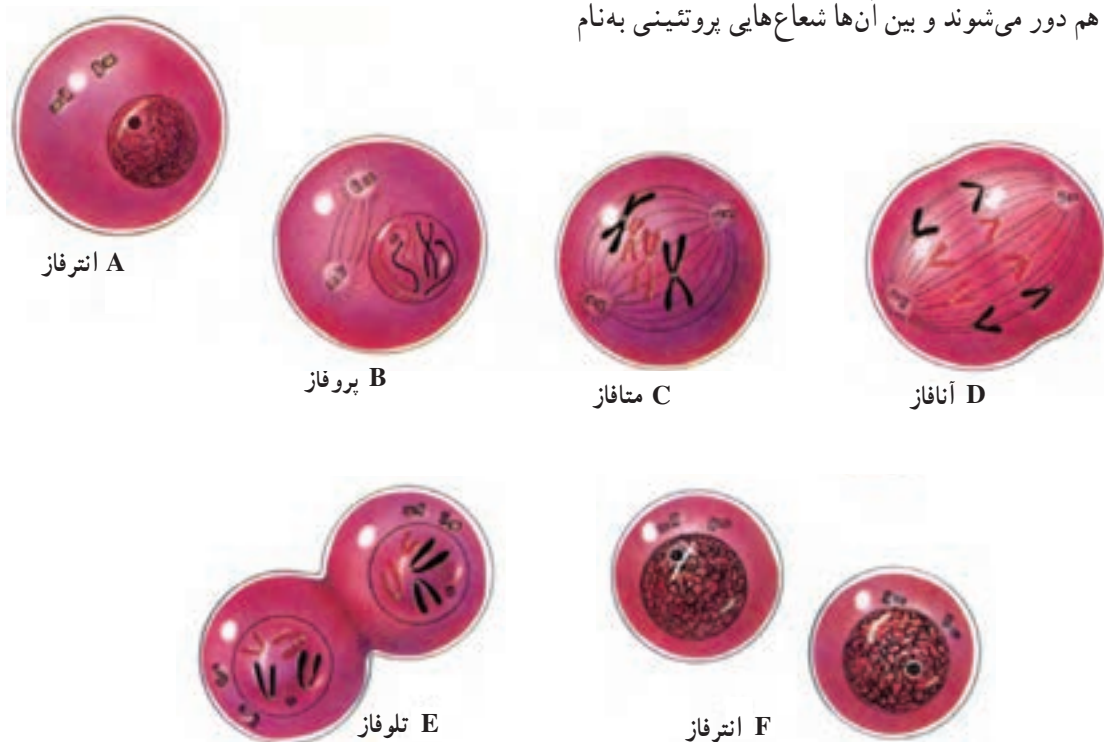 هم دور می‌شوند و بین آن‌ها شعاع‌هایی پروتئینی به‌نام
A انترفاز
B پروفاز
C متافاز
D آنافاز
E تلوفاز
F انترفاز